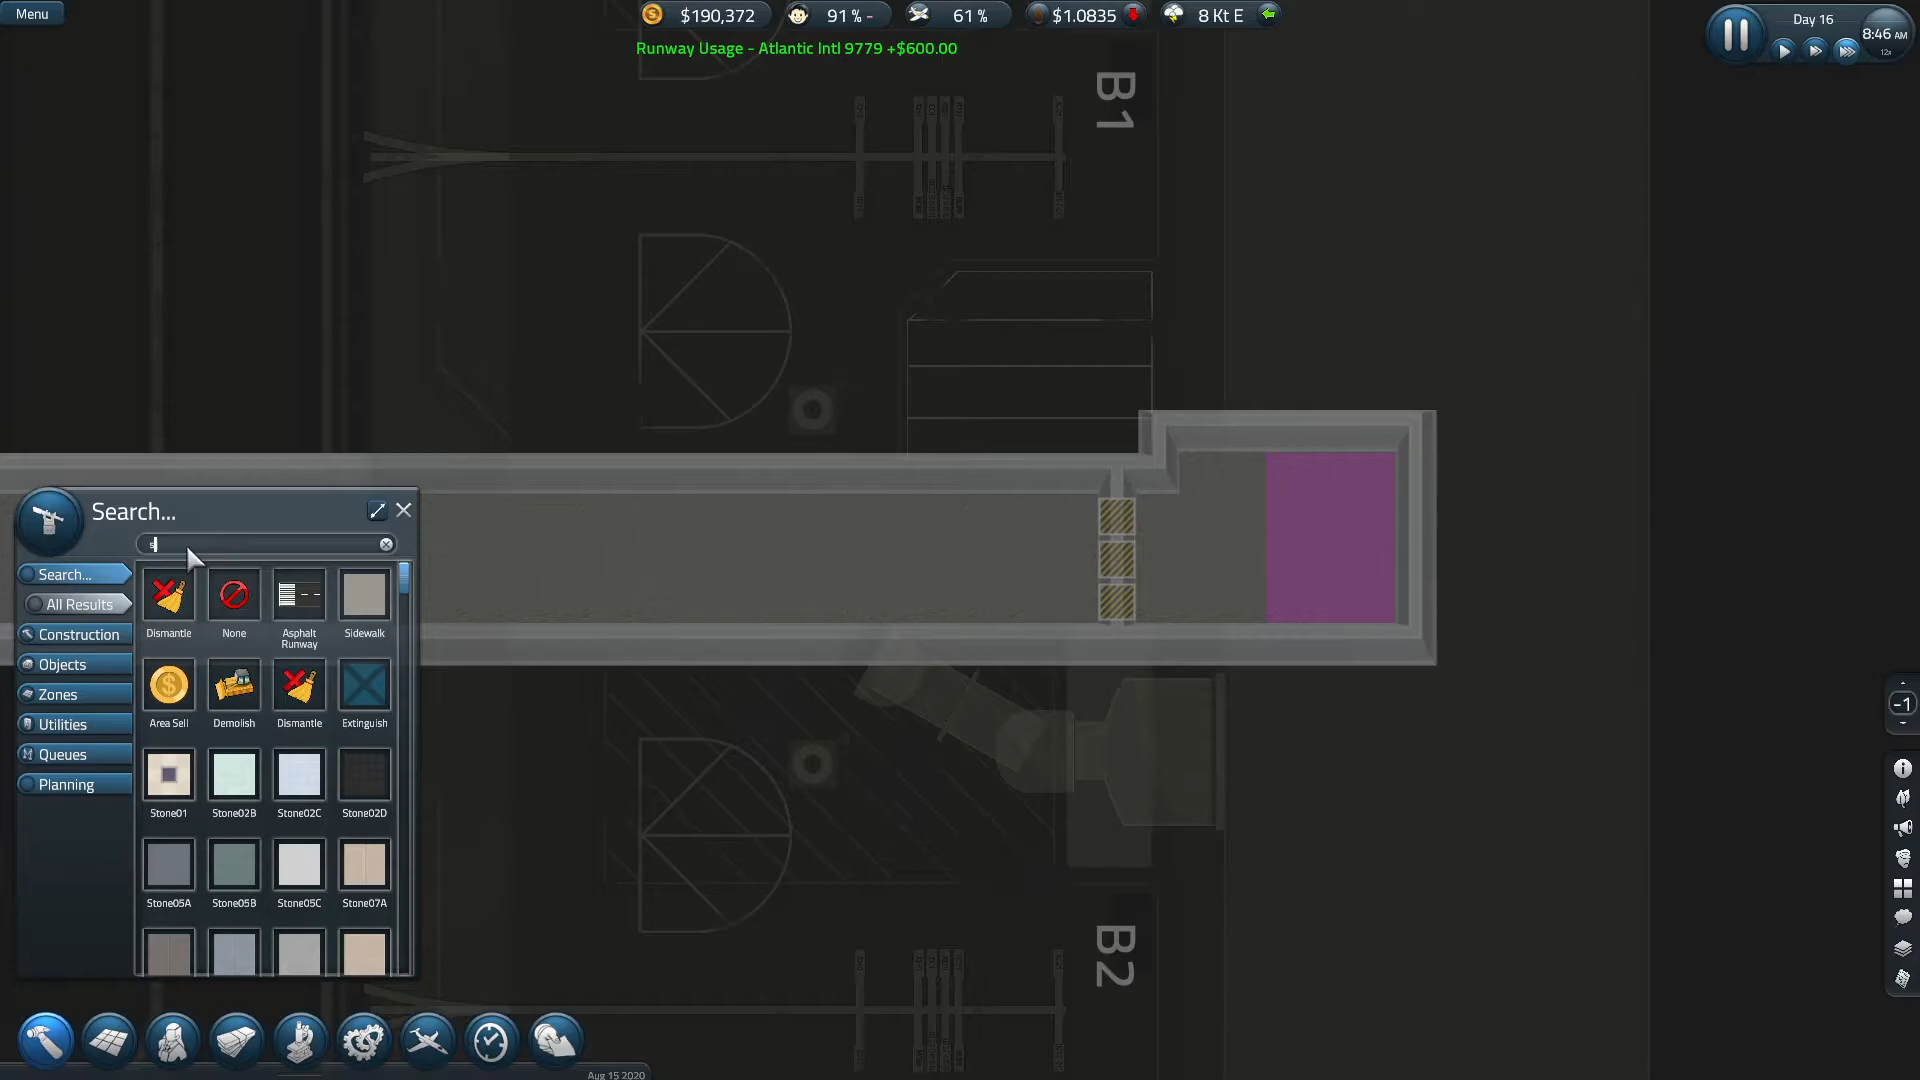 Menu
$190,372
91 % -
61 %
$1.0835
8 Kt E
Day 16
8:46 AM
12x
Runway Usage - Atlantic Intl 9779 +$600.00
B1
Search...
s
Search...
All Results
Construction
Objects
Zones
Utilities
Queues
Planning
Dismantle
None
Asphalt Runway
Sidewalk
Area Sell
Demolish
Dismantle
Extinguish
Stone01
Stone02B
Stone02C
Stone02D
Stone05A
Stone05B
Stone05C
Stone07A
B2
-1
Aug 15 2020